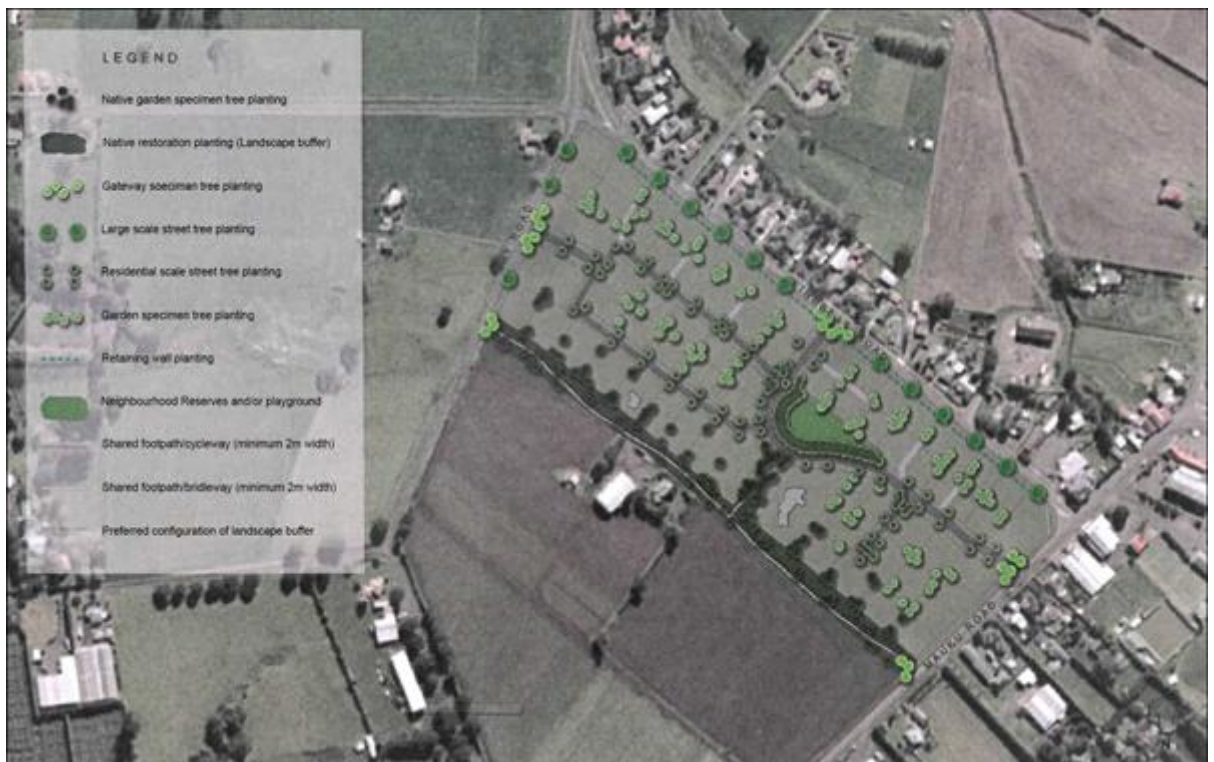 LEGEND
Native garden specimen tree planting
Native restoration planting (Landscape buffer)
Gateway soecimen tree planting
Large scale street tree planting
Residential scale street tree planting
Garden specimen tree planting
Retaining wall planting
Neighbourhood Reserves and/or playground
Shared footpath/cycleway (minimum 2m width)
Shared footpath/bridleway (minimum 2m width)
Preferred configuration of landscape buffer
ROAD